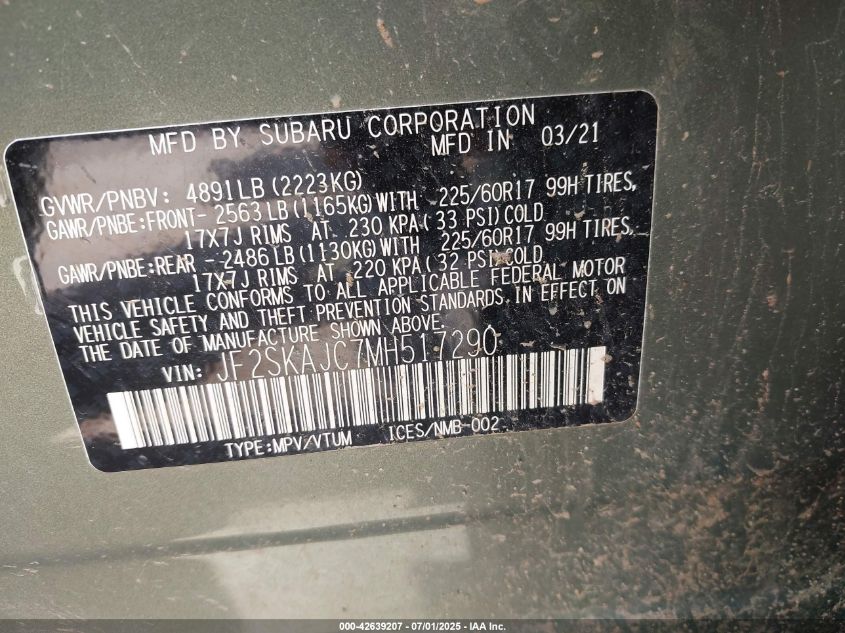 MFD BY SUBARU CORPORATION
MFD IN 03/21
GVWR/PNBV: 4891LB (2223KG)
GAWR/PNBE:FRONT- 2563LB (1165KG) WITH 225/60R17 99H TIRES,
17X7J RIMS AT 230 KPA (33 PSI) COLD.
GAWR/PNBE:REAR -2486LB (1130KG) WITH 225/60R17 99H TIRES,
17X7J RIMS AT 220 KPA (32 PSI) COLD.
THIS VEHICLE CONFORMS TO ALL APPLICABLE FEDERAL MOTOR
VEHICLE SAFETY AND THEFT PREVENTION STANDARDS, IN EFFECT ON
THE DATE OF MANUFACTURE SHOWN ABOVE.
VIN: JF2SKAJC7MH517290
TYPE:MPV/VTUM ICES/NMB-002
000-42639207 - 07/01/2025 - IAA Inc.